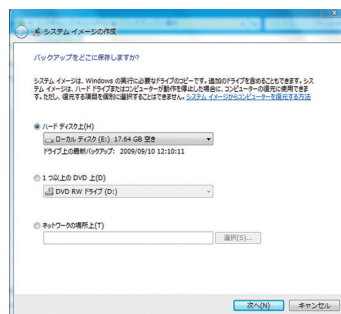 システム イメージの作成
バックアップをどこに保存しますか?
システム イメージは、Windows の実行に必要なドライブのコピーです。追加のドライブを含めることもできます。シス
テム イメージは、ハード ドライブまたはコンピューターが動作を停止した場合に、コンピューターの復元に使用できま
す。ただし、復元する項目を個別に選択することはできません。システム イメージからコンピューターを復元する方法
ハード ディスク上(H)
ローカル ディスク (E:) 17.64 GB 空き
ドライブ上の最新バックアップ: 2009/09/10 12:10:11
1 つ以上の DVD 上(D)
DVD RW ドライブ (D:)
ネットワークの場所上(T)
選択(S)...
次へ(N) キャンセル